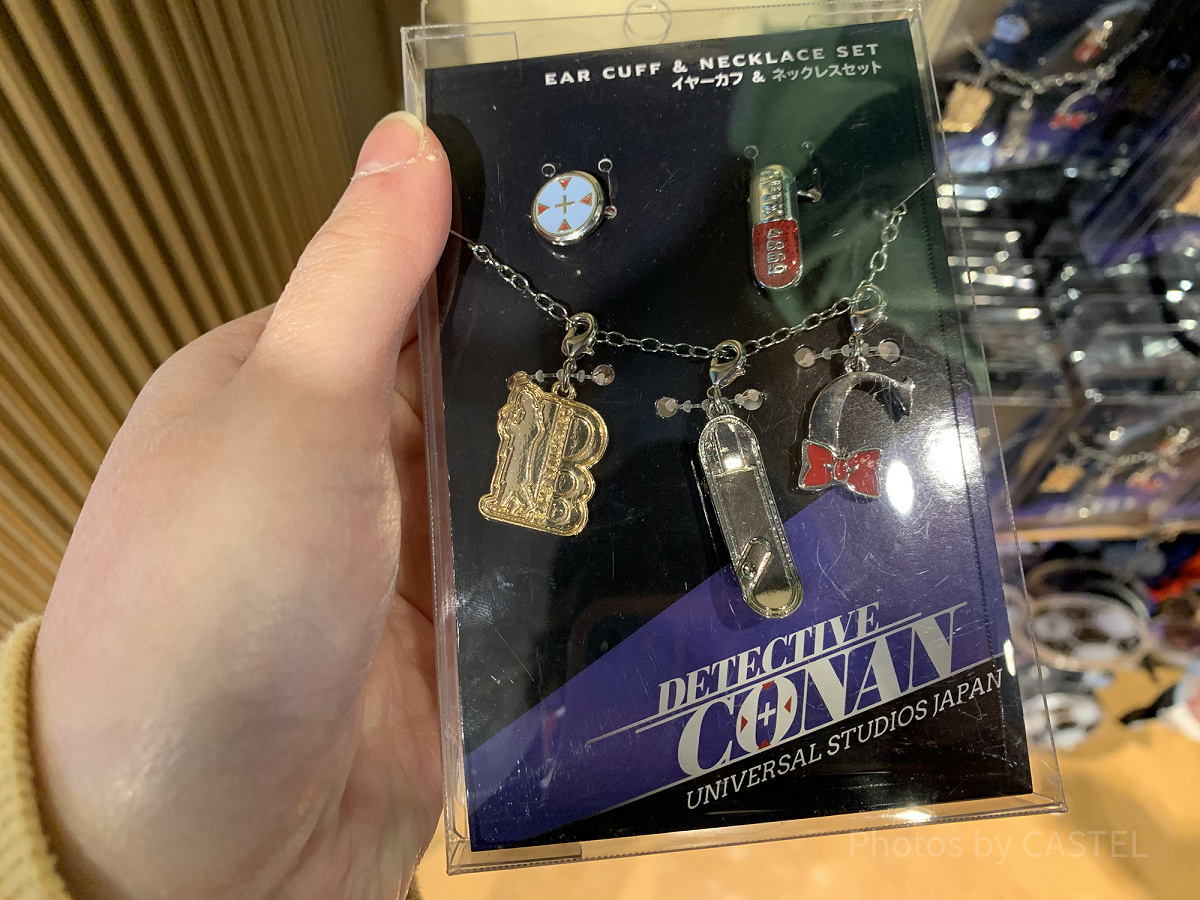 EAR CUFF & NECKLACE SET
イヤーカフ & ネックレスセット
APTX 4869
B
C
DETECTIVE
CONAN
UNIVERSAL STUDIOS JAPAN
Photos by CASTEL